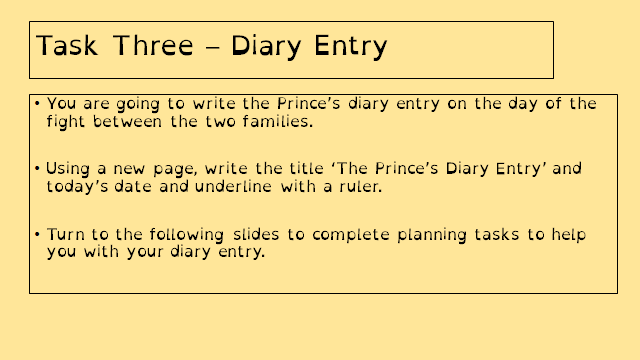 Task Three – Diary Entry
• You are going to write the Prince's diary entry on the day of the
fight between the two families.
• Using a new page, write the title 'The Prince's Diary Entry' and
today's date and underline with a ruler.
• Turn to the following slides to complete planning tasks to help
you with your diary entry.